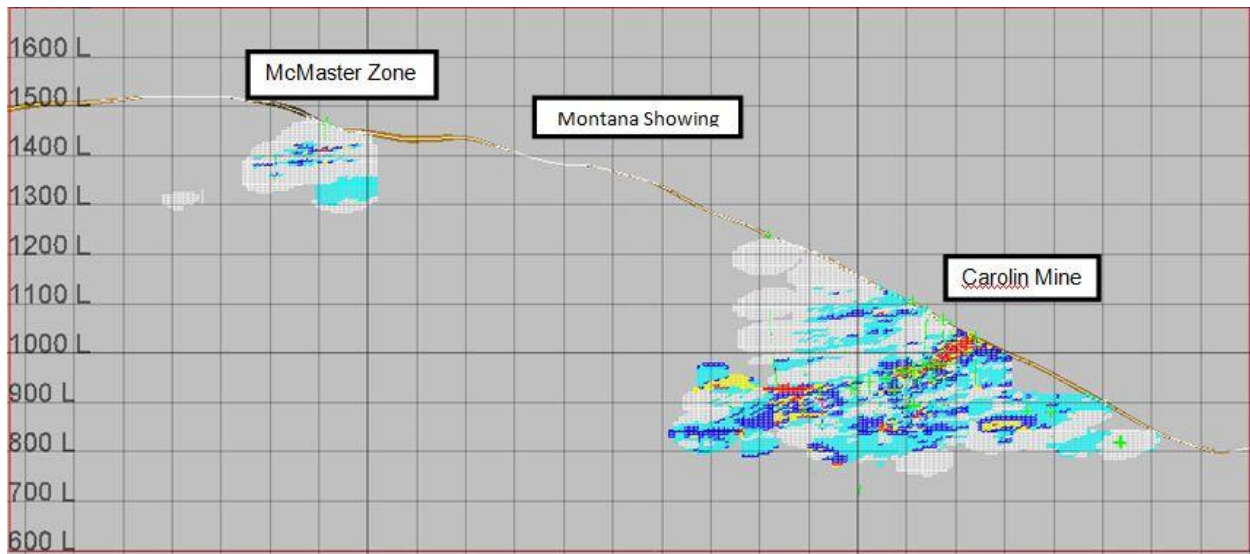 1600 L
McMaster Zone
1500 L
Montana Showing
1400 L
1300 L
1200 L
Carolin Mine
1100 L
1000 L
900 L
800 L
700 L
600 L